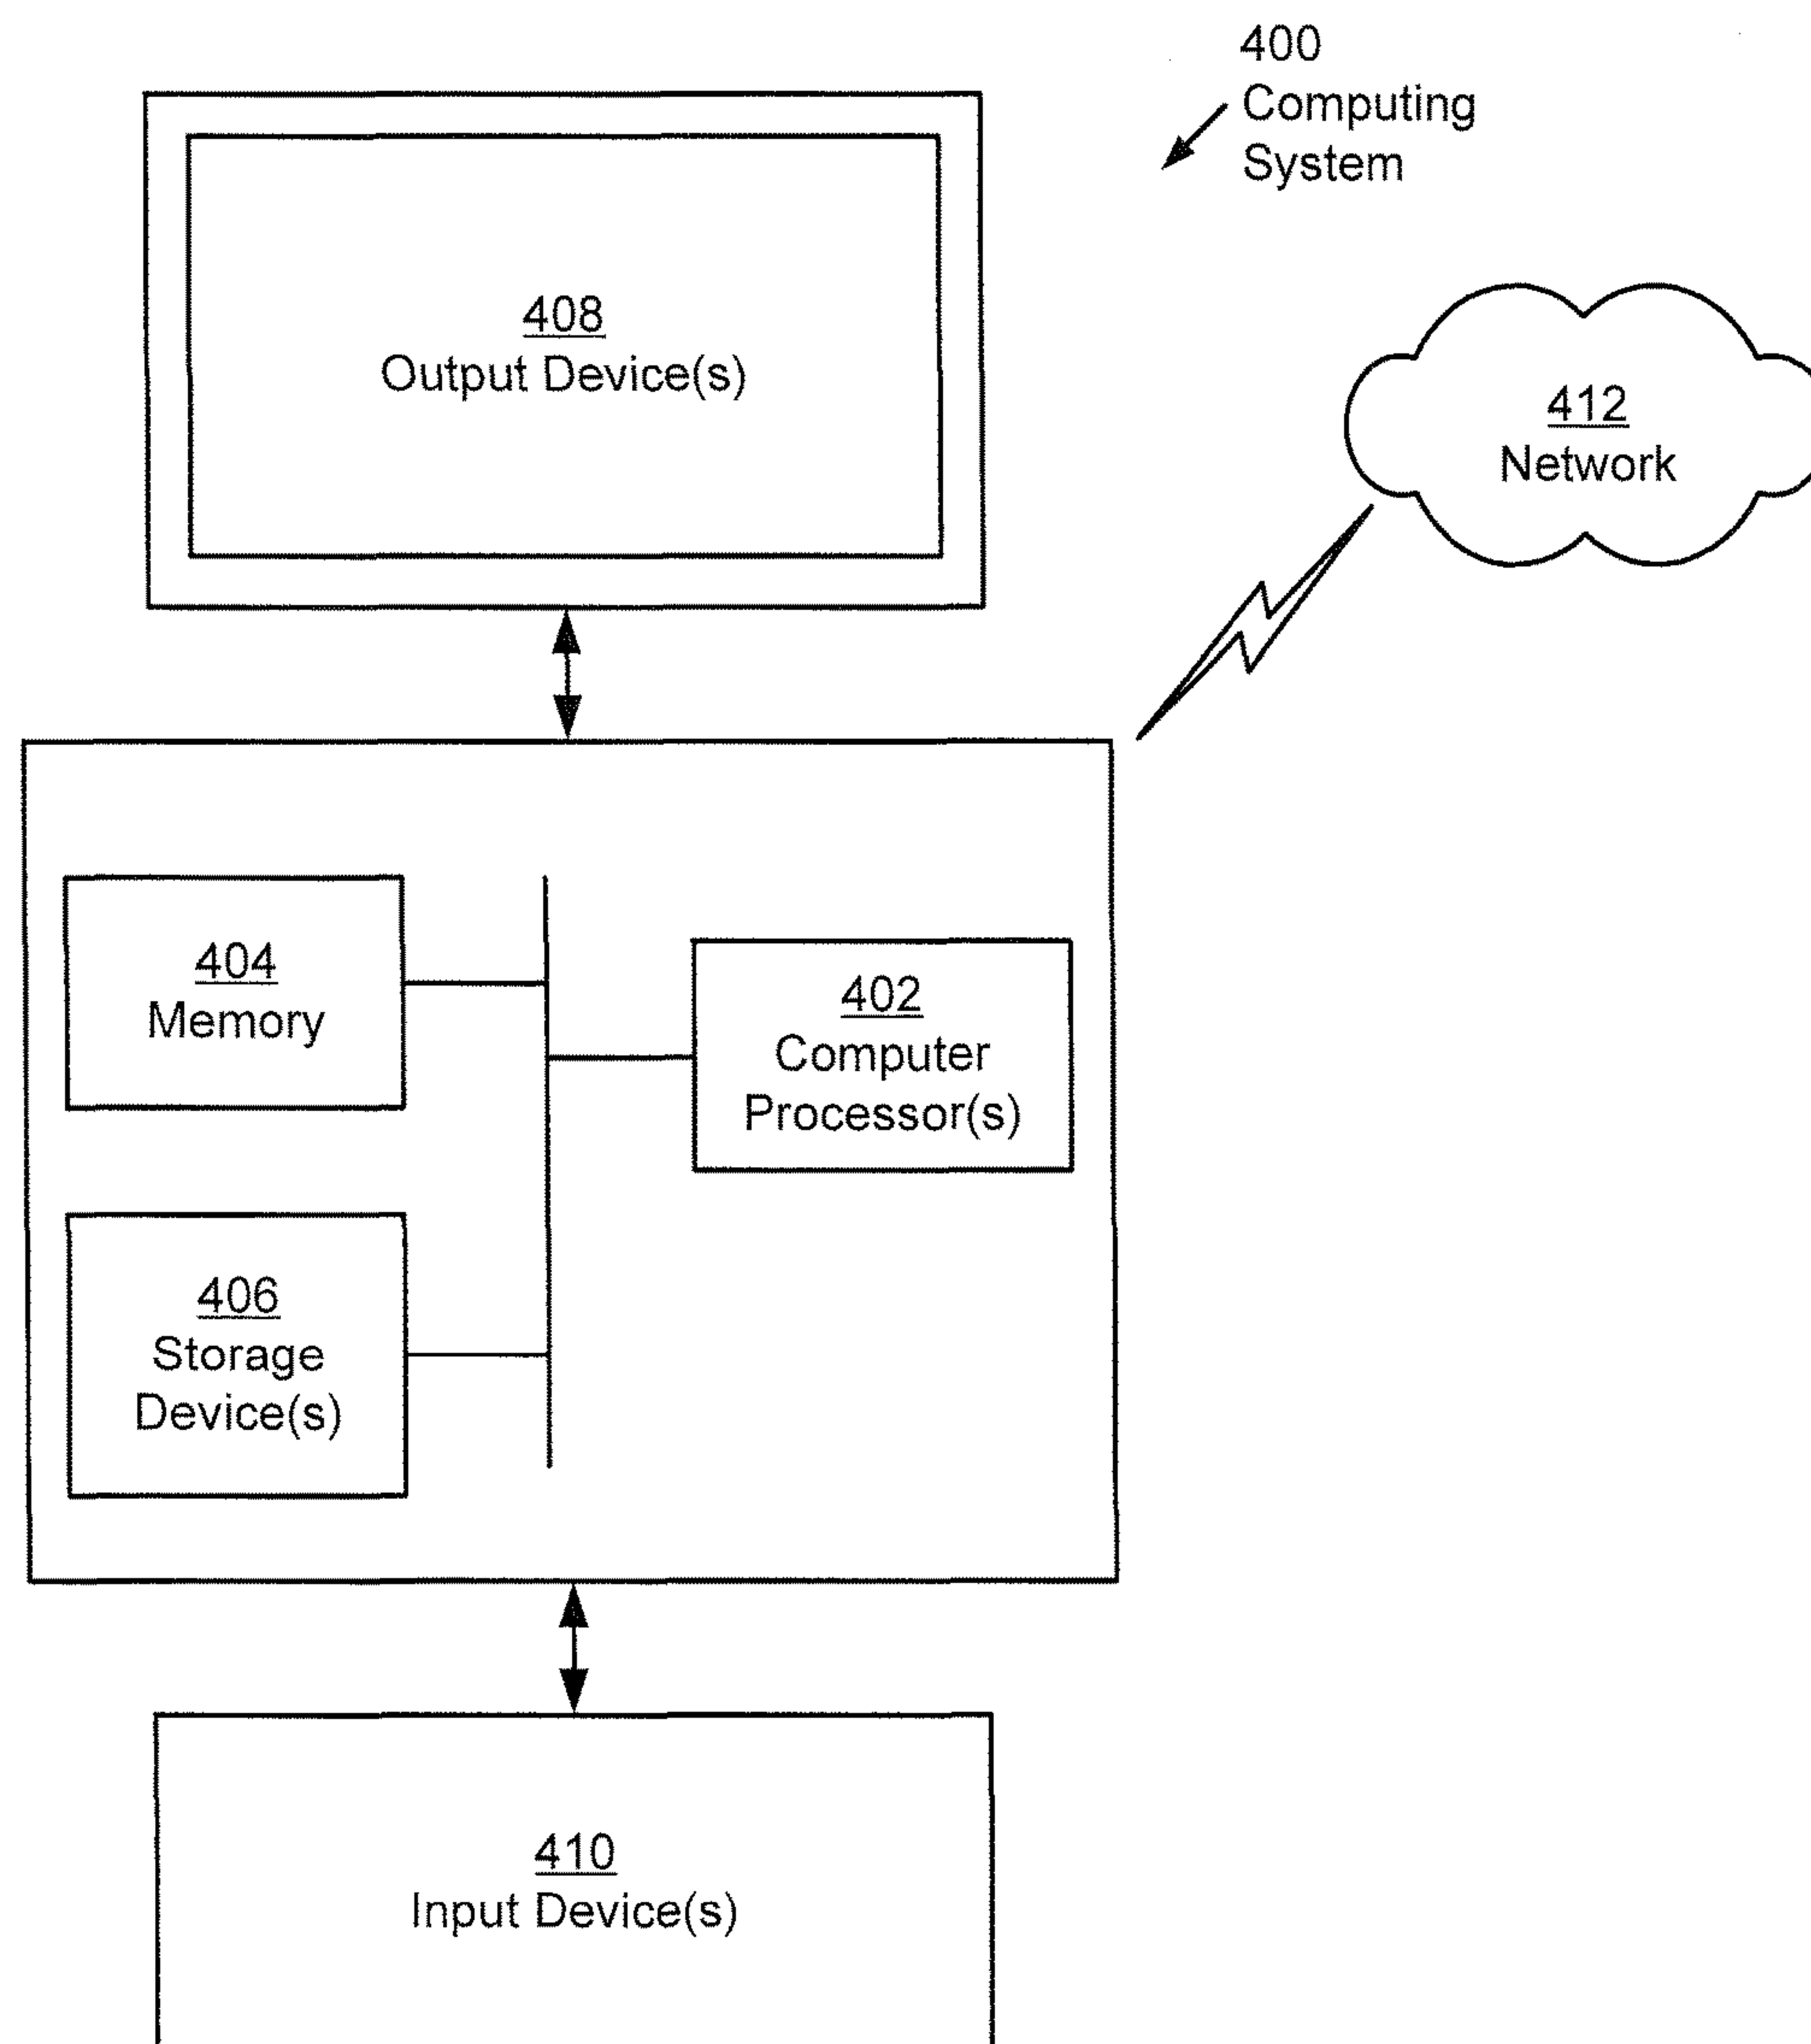 400
Computing
System
408
Output Device(s)
412
Network
404
Memory
402
Computer
Processor(s)
406
Storage
Device(s)
410
Input Device(s)